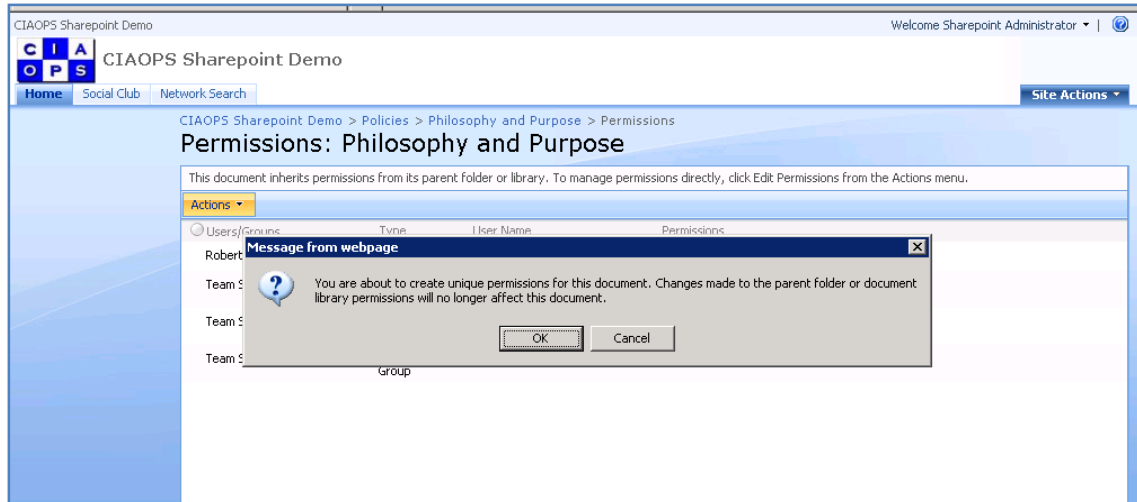 CIAOPS Sharepoint Demo
Welcome Sharepoint Administrator
C I A
O P S
CIAOPS Sharepoint Demo
Home Social Club Network Search
Site Actions
CIAOPS Sharepoint Demo > Policies > Philosophy and Purpose > Permissions
Permissions: Philosophy and Purpose
This document inherits permissions from its parent folder or library. To manage permissions directly, click Edit Permissions from the Actions menu.
Actions
Users/Groups Type User Name Permissions
Message from webpage
Robert
You are about to create unique permissions for this document. Changes made to the parent folder or document
library permissions will no longer affect this document.
Team
Team
OK Cancel
Team
Group